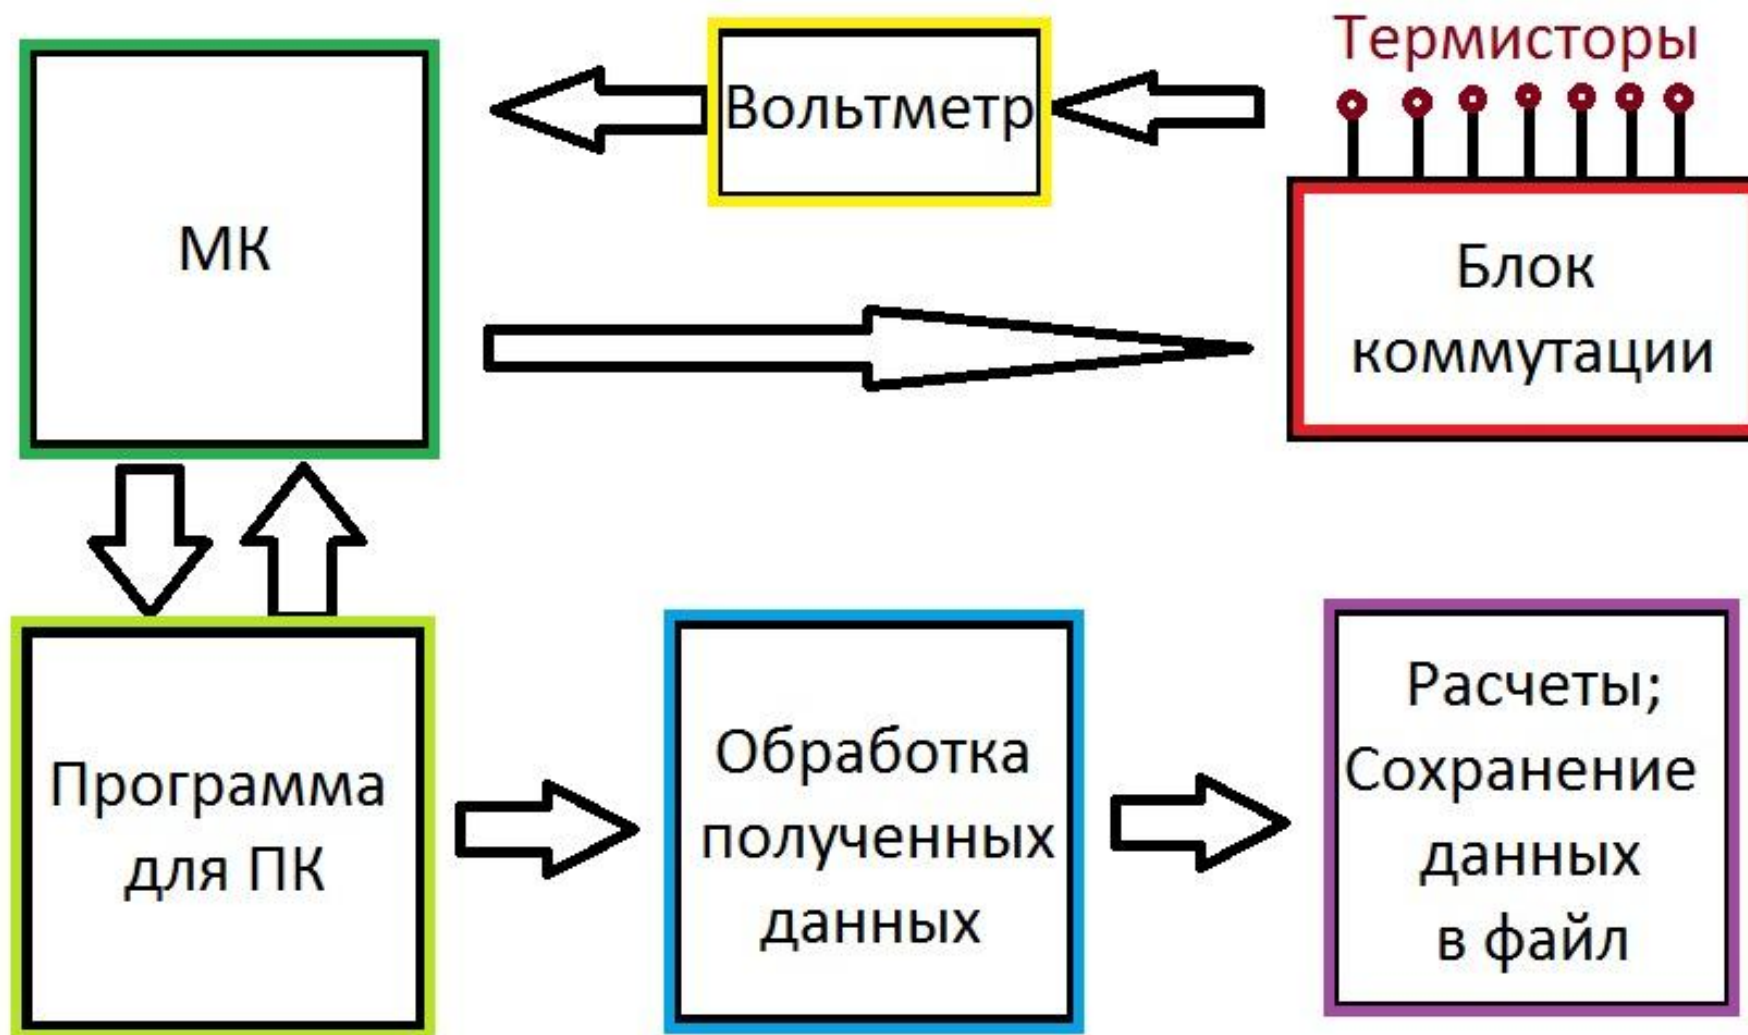 Термисторы
Вольтметр
МК
Блок
коммутации
Программа
для ПК
Обработка
полученных
данных
Расчеты;
Сохранение
данных
в файл